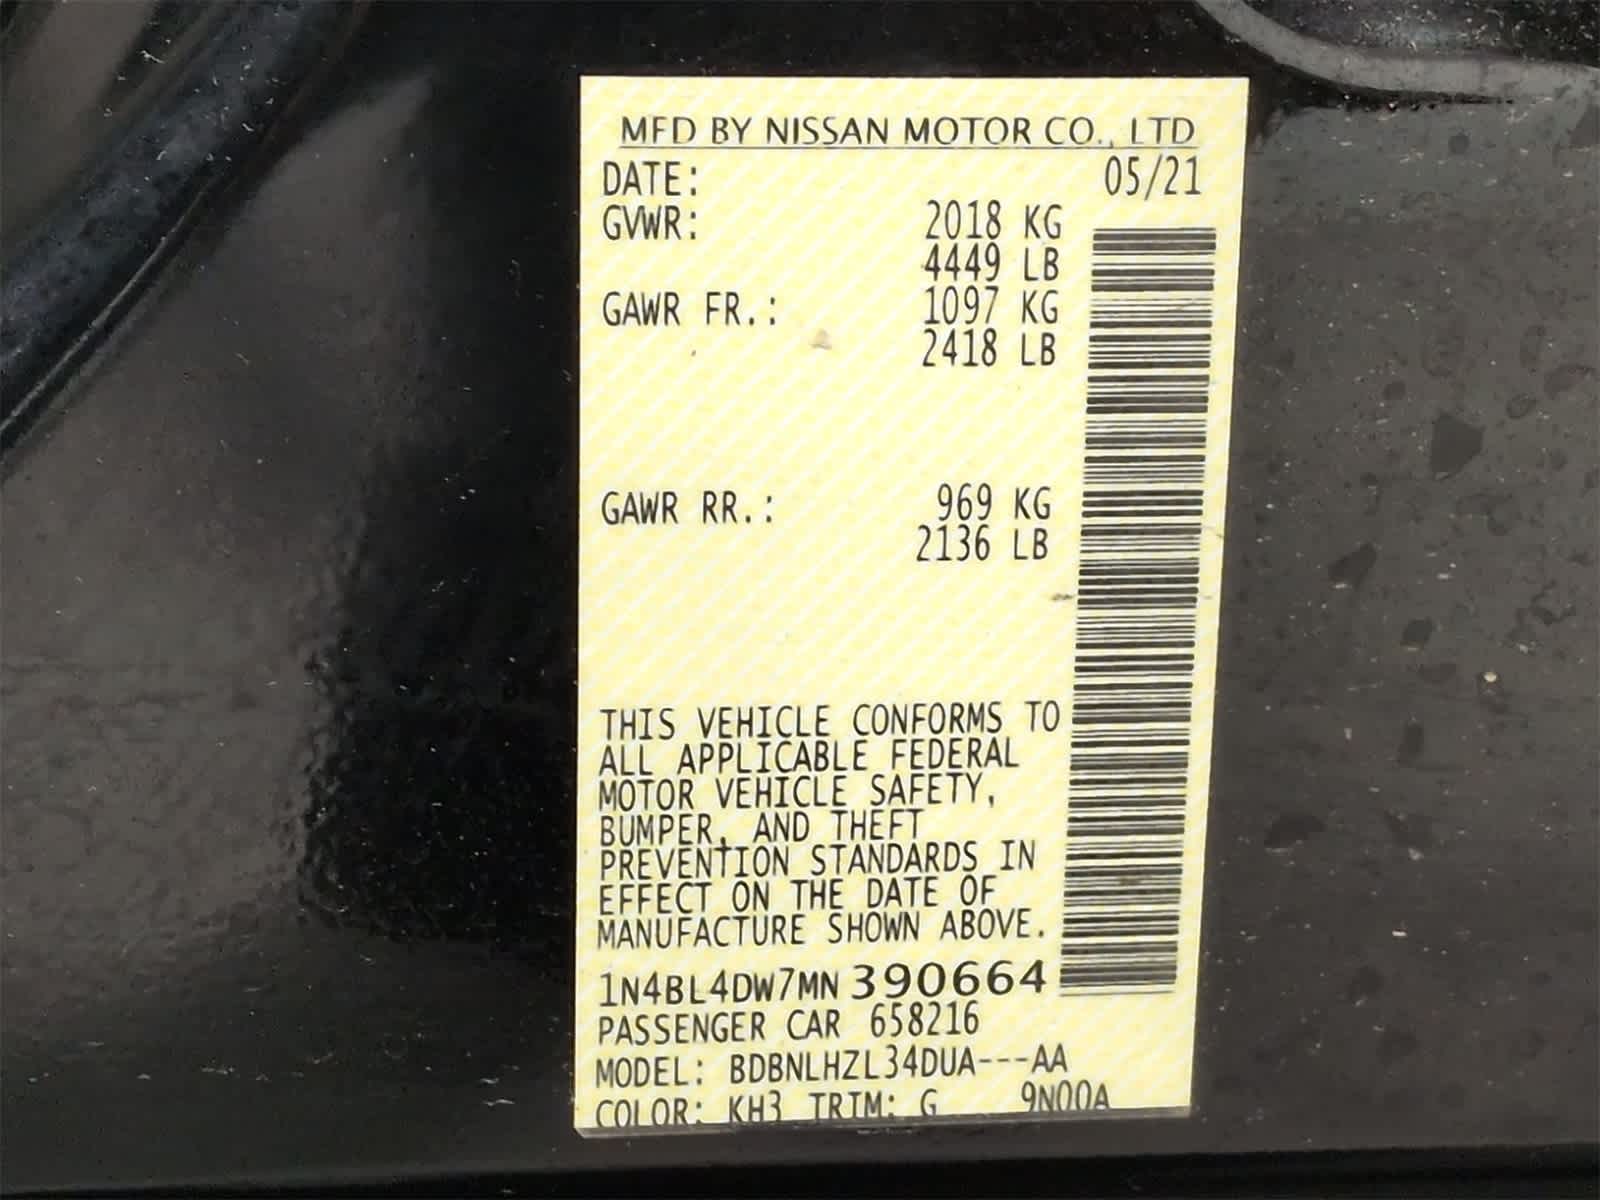 MFD BY NISSAN MOTOR CO., LTD
DATE: 05/21
GVWR: 2018 KG
4449 LB
GAWR FR.: 1097 KG
2418 LB
GAWR RR.: 969 KG
2136 LB
THIS VEHICLE CONFORMS TO
ALL APPLICABLE FEDERAL
MOTOR VEHICLE SAFETY,
BUMPER, AND THEFT
PREVENTION STANDARDS IN
EFFECT ON THE DATE OF
MANUFACTURE SHOWN ABOVE.
1N4BL4DW7MN390664
PASSENGER CAR 658216
MODEL: BDBNLHZL34DUA---AA
COLOR: KH3 TRIM: G 9N00A